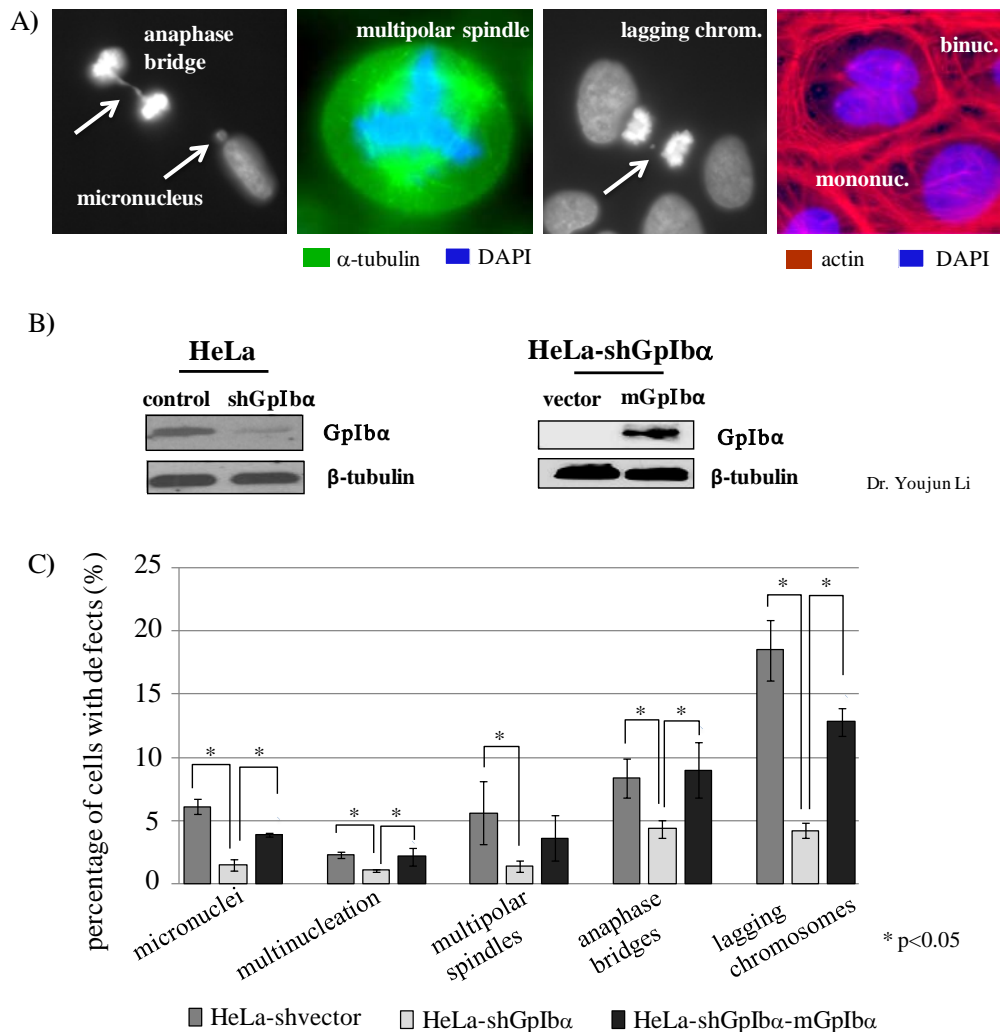 A)
anaphase
bridge
micronucleus
multipolar spindle
lagging chrom.
binuc.
mononuc.
α-tubulin DAPI
actin DAPI
B)
HeLa
control shGpIbα
GpIbα
β-tubulin
HeLa-shGpIbα
vector mGpIbα
GpIbα
β-tubulin
Dr. Youjun Li
C)
percentage of cells with defects (%)
25
20
15
10
5
0
* * * * * * * * *
micronuclei
multinucleation
multipolar
spindles
anaphase
bridges
lagging
chromosomes
* p<0.05
HeLa-shvector HeLa-shGpIbα HeLa-shGpIbα-mGpIbα